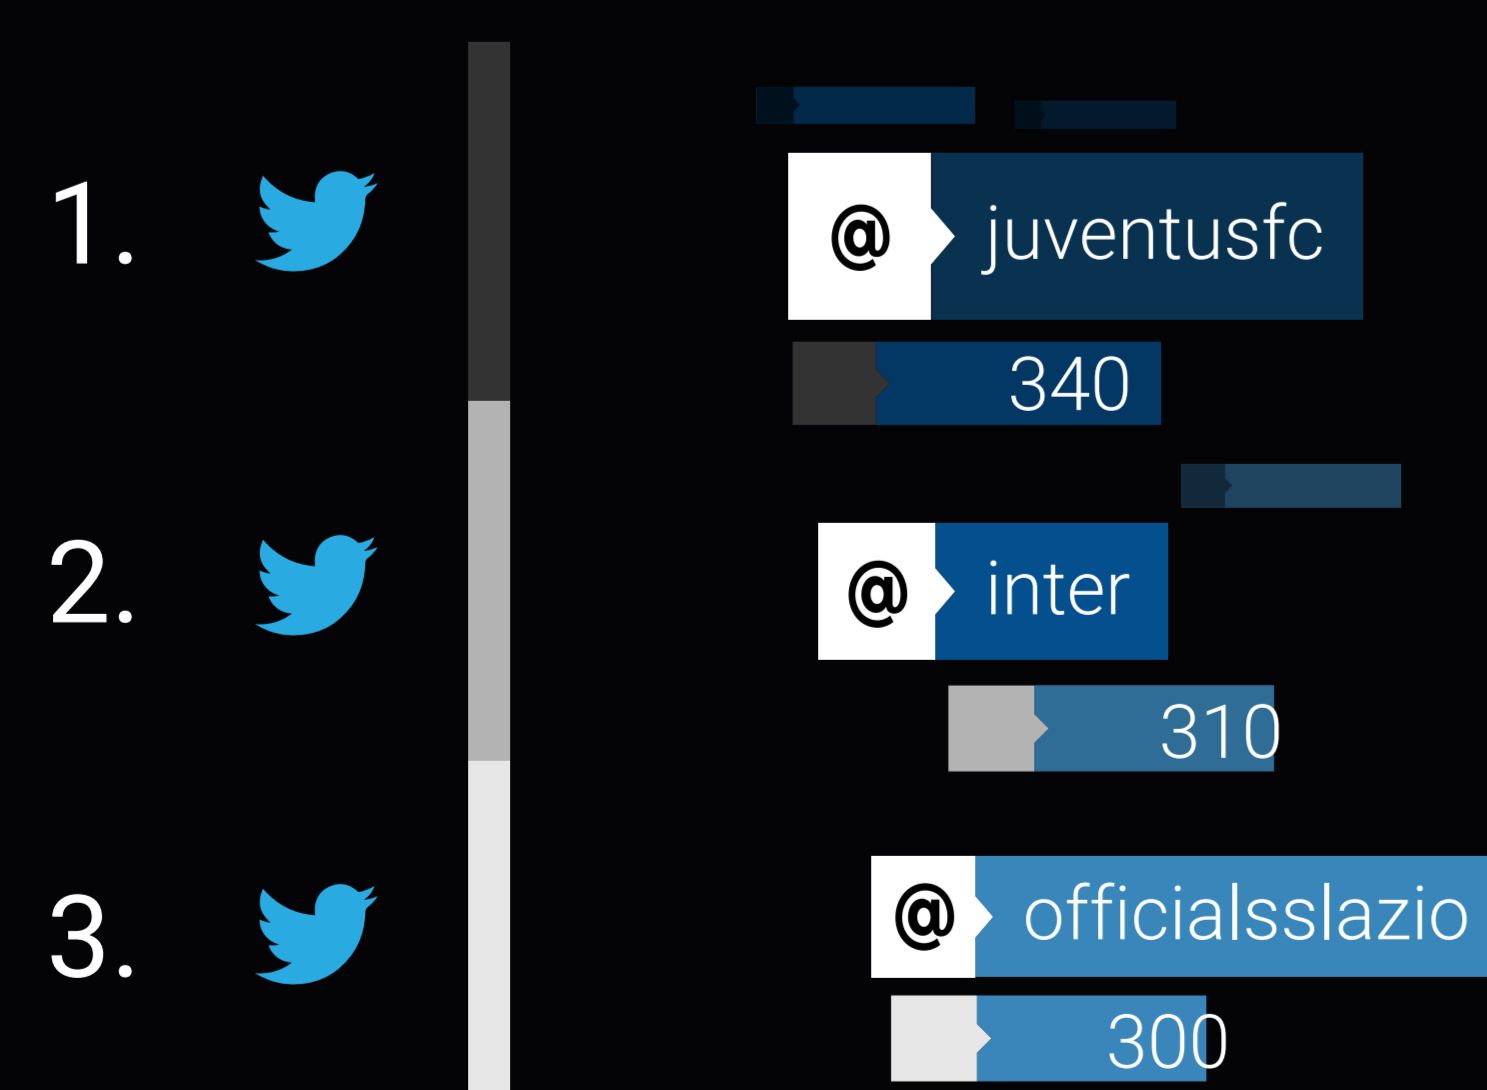 1.
@ juventusfc
340
2.
@ inter
310
3.
@ officialsslazio
300